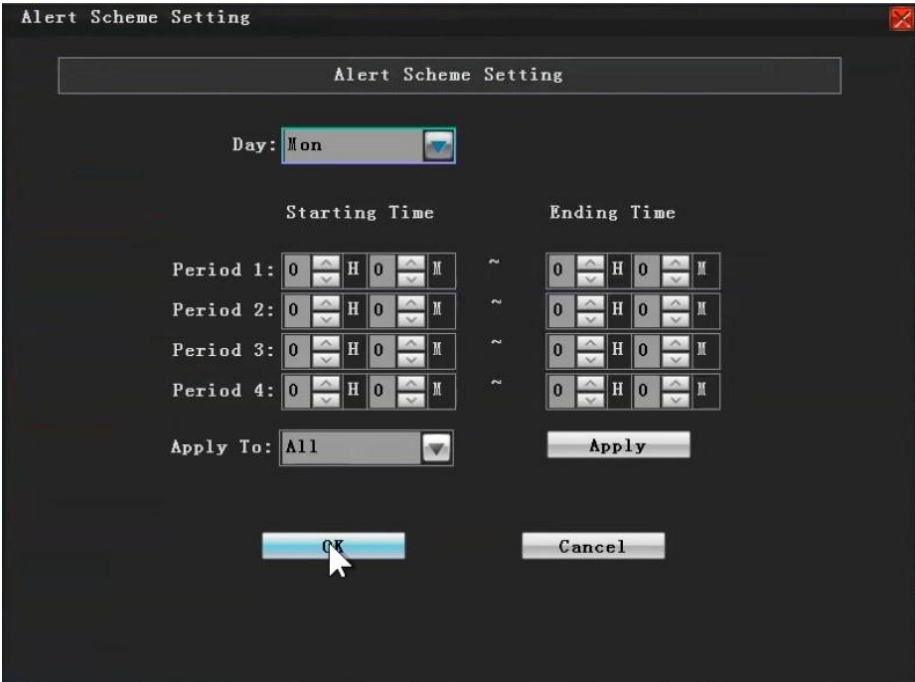 Alert Scheme Setting
Alert Scheme Setting
Day: Mon
Starting Time Ending Time
Period 1: 0 H 0 M ~ 0 H 0 M
Period 2: 0 H 0 M ~ 0 H 0 M
Period 3: 0 H 0 M ~ 0 H 0 M
Period 4: 0 H 0 M ~ 0 H 0 M
Apply To: All Apply
OK Cancel